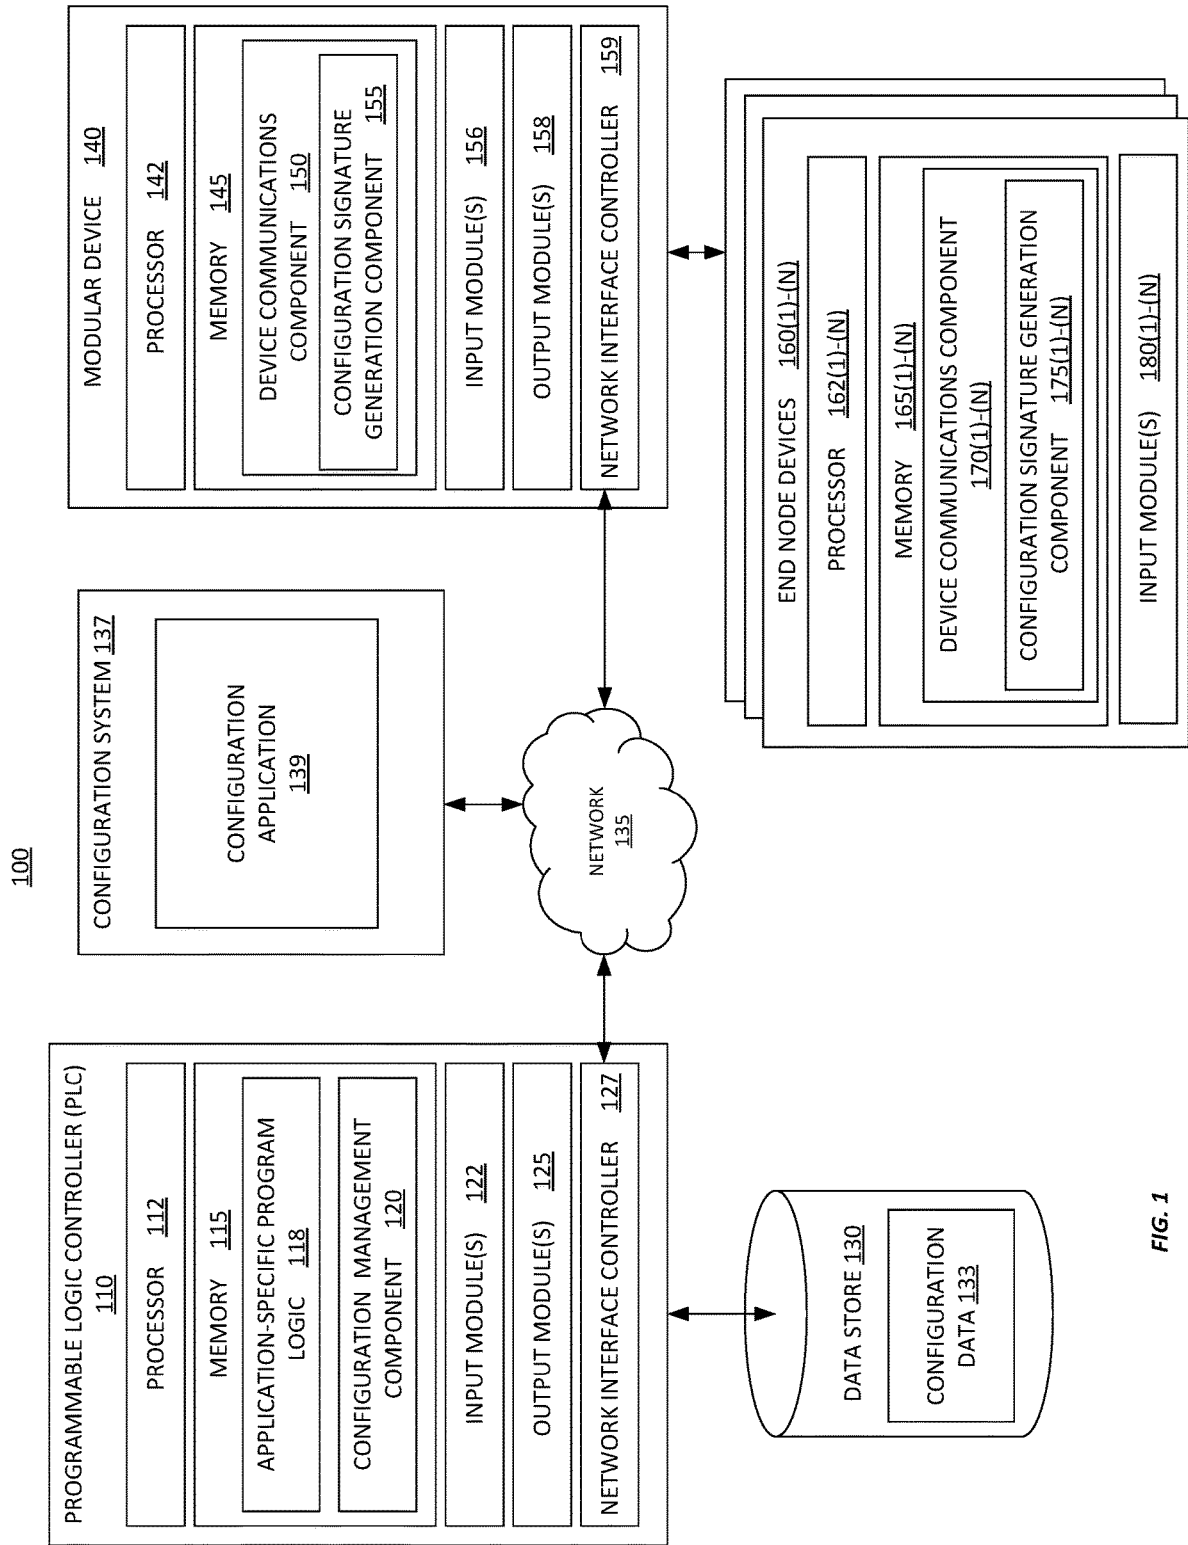 100
PROGRAMMABLE LOGIC CONTROLLER (PLC)
110
PROCESSOR 112
MEMORY 115
APPLICATION-SPECIFIC PROGRAM
LOGIC 118
CONFIGURATION MANAGEMENT
COMPONENT 120
INPUT MODULE(S) 122
OUTPUT MODULE(S) 125
NETWORK INTERFACE CONTROLLER 127
DATA STORE 130
CONFIGURATION
DATA 133
CONFIGURATION SYSTEM 137
CONFIGURATION
APPLICATION
139
NETWORK
135
MODULAR DEVICE 140
PROCESSOR 142
MEMORY 145
DEVICE COMMUNICATIONS
COMPONENT 150
CONFIGURATION SIGNATURE
GENERATION COMPONENT 155
INPUT MODULE(S) 156
OUTPUT MODULE(S) 158
NETWORK INTERFACE CONTROLLER 159
END NODE DEVICES 160(1)-(N)
PROCESSOR 162(1)-(N)
MEMORY 165(1)-(N)
DEVICE COMMUNICATIONS COMPONENT
170(1)-(N)
CONFIGURATION SIGNATURE GENERATION
COMPONENT 175(1)-(N)
INPUT MODULE(S) 180(1)-(N)
FIG. 1